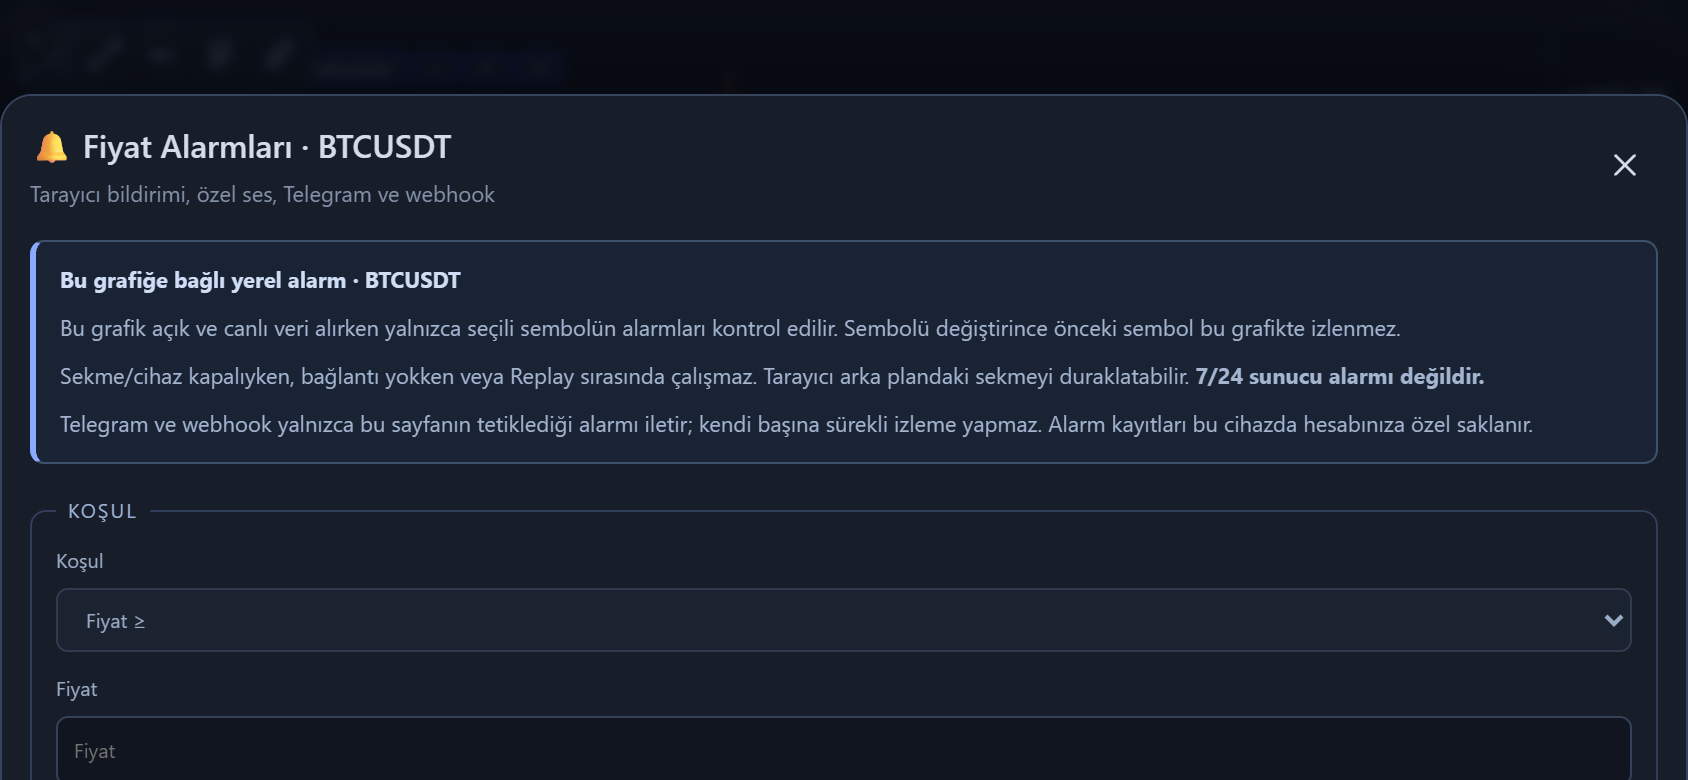 🔔 Fiyat Alarmları · BTCUSDT
Tarayıcı bildirimi, özel ses, Telegram ve webhook
Bu grafiğe bağlı yerel alarm · BTCUSDT
Bu grafik açık ve canlı veri alırken yalnızca seçili sembolün alarmları kontrol edilir. Sembolü değiştirince önceki sembol bu grafikte izlenmez.
Sekme/cihaz kapalıyken, bağlantı yokken veya Replay sırasında çalışmaz. Tarayıcı arka plandaki sekmeyi duraklatabilir. 7/24 sunucu alarmı değildir.
Telegram ve webhook yalnızca bu sayfanın tetiklediği alarmı iletir; kendi başına sürekli izleme yapmaz. Alarm kayıtları bu cihazda hesabınıza özel saklanır.
KOŞUL
Koşul
Fiyat ≥
Fiyat
Fiyat